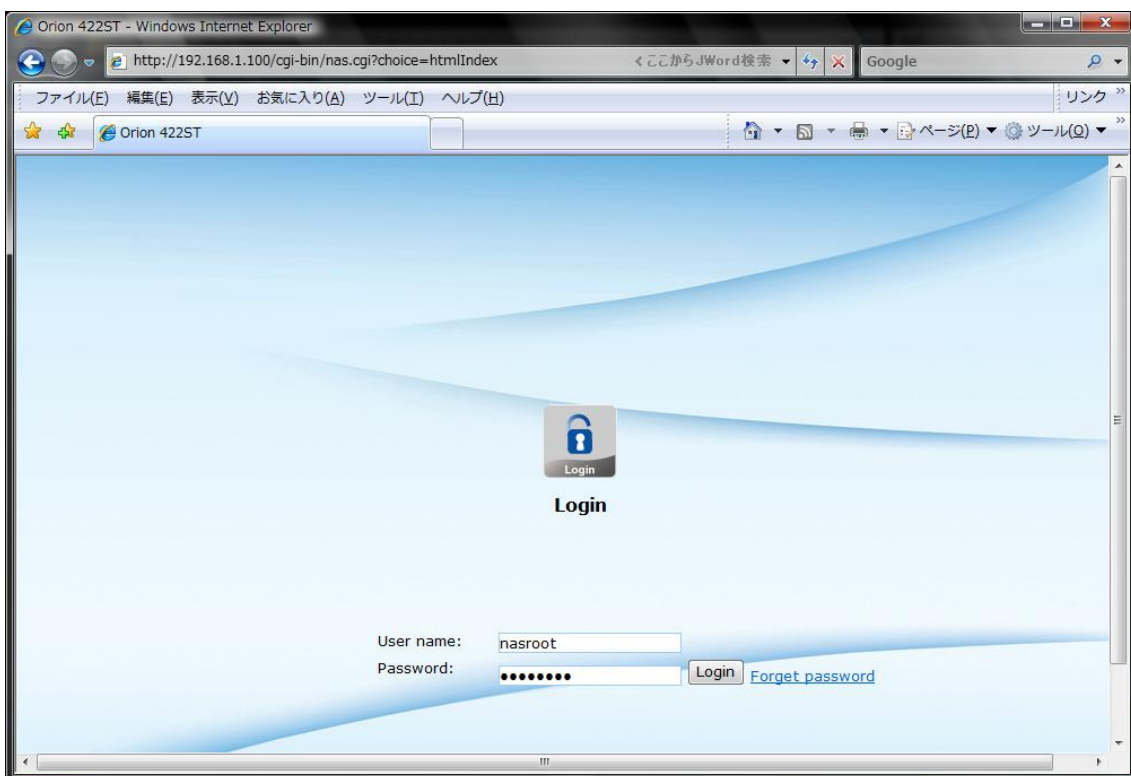 Orion 422ST - Windows Internet Explorer
http://192.168.1.100/cgi-bin/nas.cgi?choice=htmlIndex くここからJWord検索 Google
ファイル(F) 編集(E) 表示(V) お気に入り(A) ツール(T) ヘルプ(H) リンク »
Orion 422ST ページ(P) ツール(O) »
Login
Login
User name: nasroot
Password: ●●●●●●●● Login Forget password